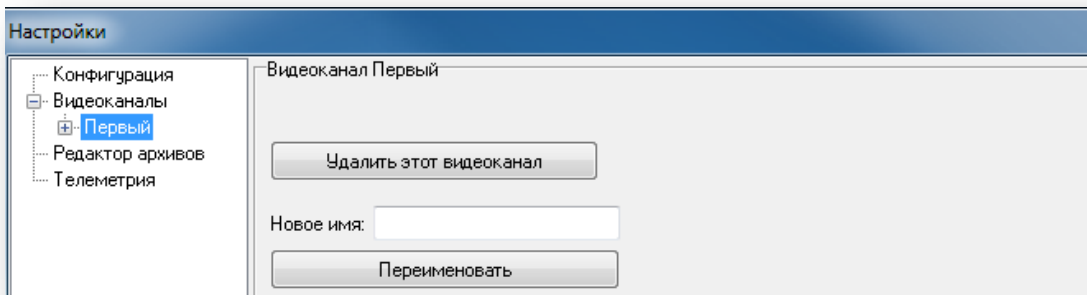 Настройки
Конфигурация
Видеоканалы
Первый
Редактор архивов
Телеметрия
Видеоканал Первый
Удалить этот видеоканал
Новое имя:
Переименовать